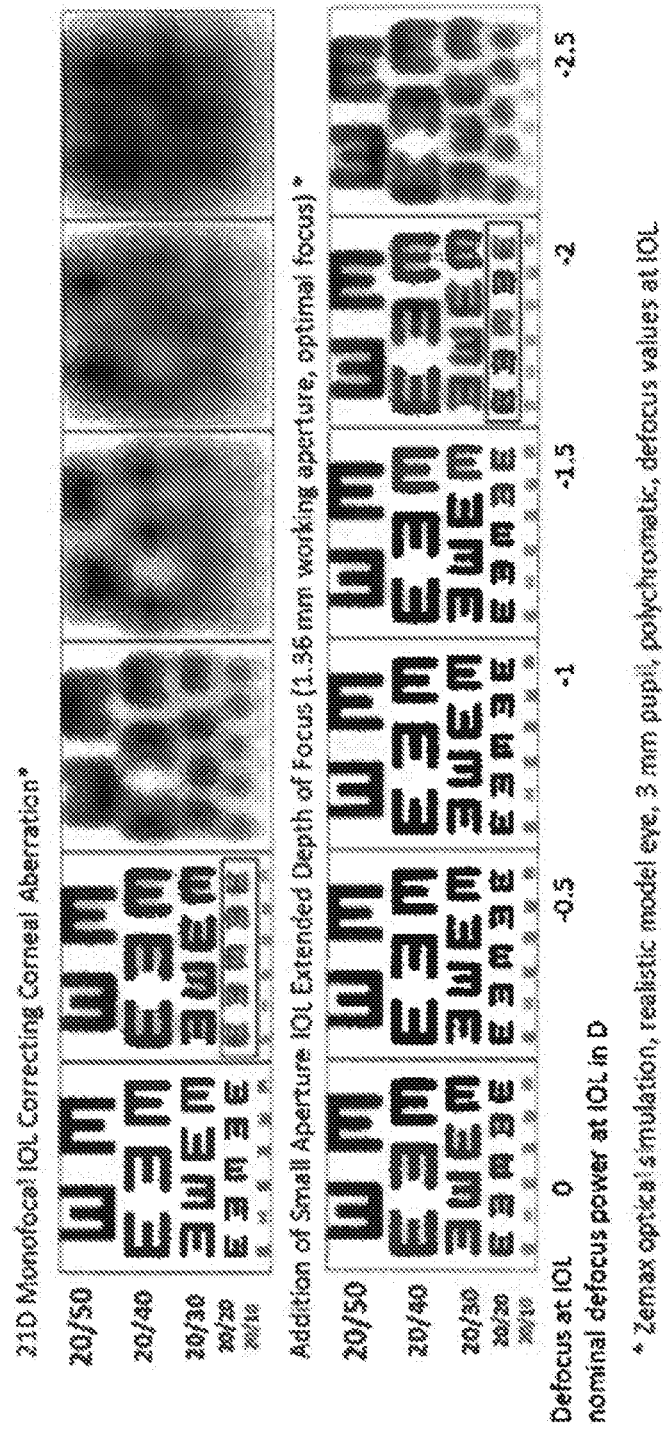 21D Monofocal IOL Correcting Corneal Aberration*
20/50
20/40
20/30
20/20
20/16
Addition of Small Aperture IOL Extended Depth of Focus (1.36 mm working aperture, optimal focus)*
20/50
20/40
20/30
20/20
Defocus at IOL 0 -0.5 -1 -1.5 -2 -2.5
nominal defocus power at IOL in D
* Zemax optical simulation, realistic model eye, 3 mm pupil, polychromatic, defocus values at IOL